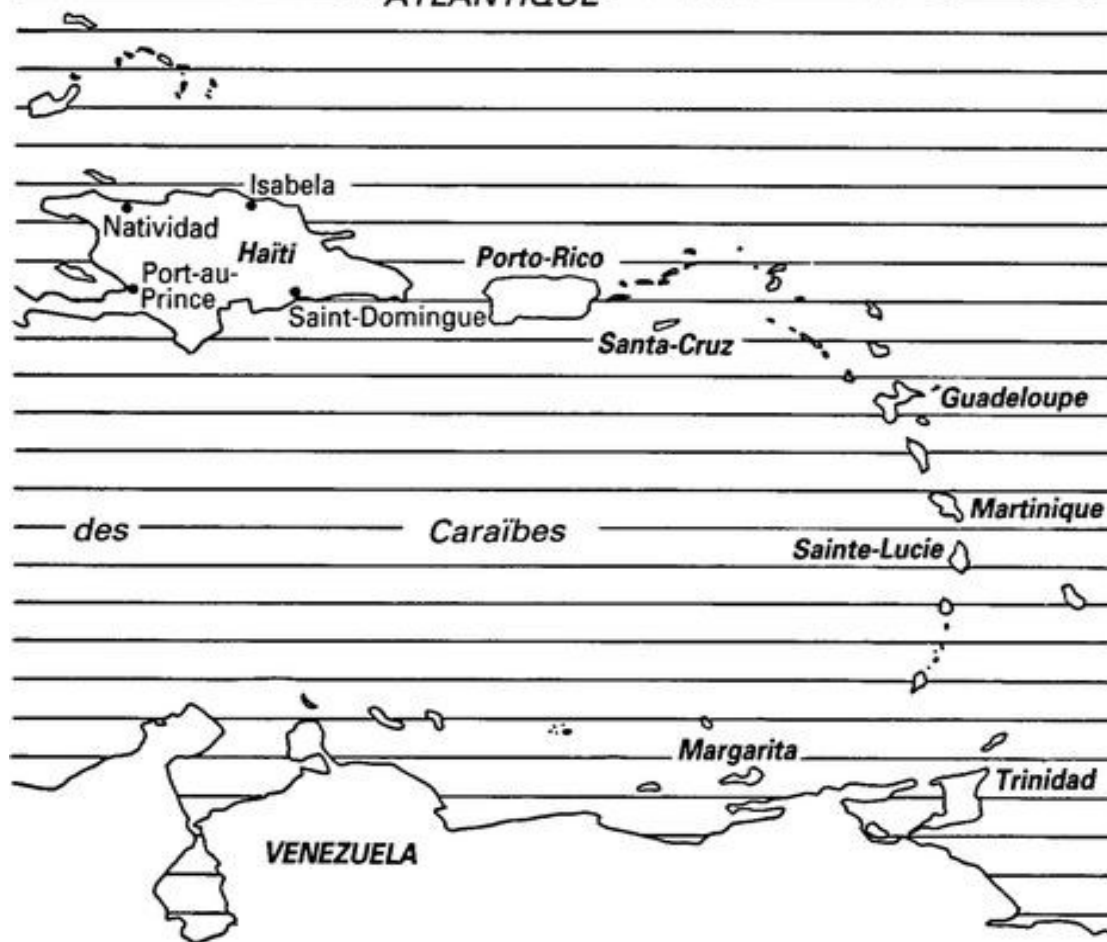 ATLANTIQUE
Isabela
Natividad
Haïti
Porto-Rico
Port-au-
Prince
Saint-Domingue
Santa-Cruz
Guadeloupe
Martinique
des Caraïbes
Sainte-Lucie
Margarita
Trinidad
VENEZUELA